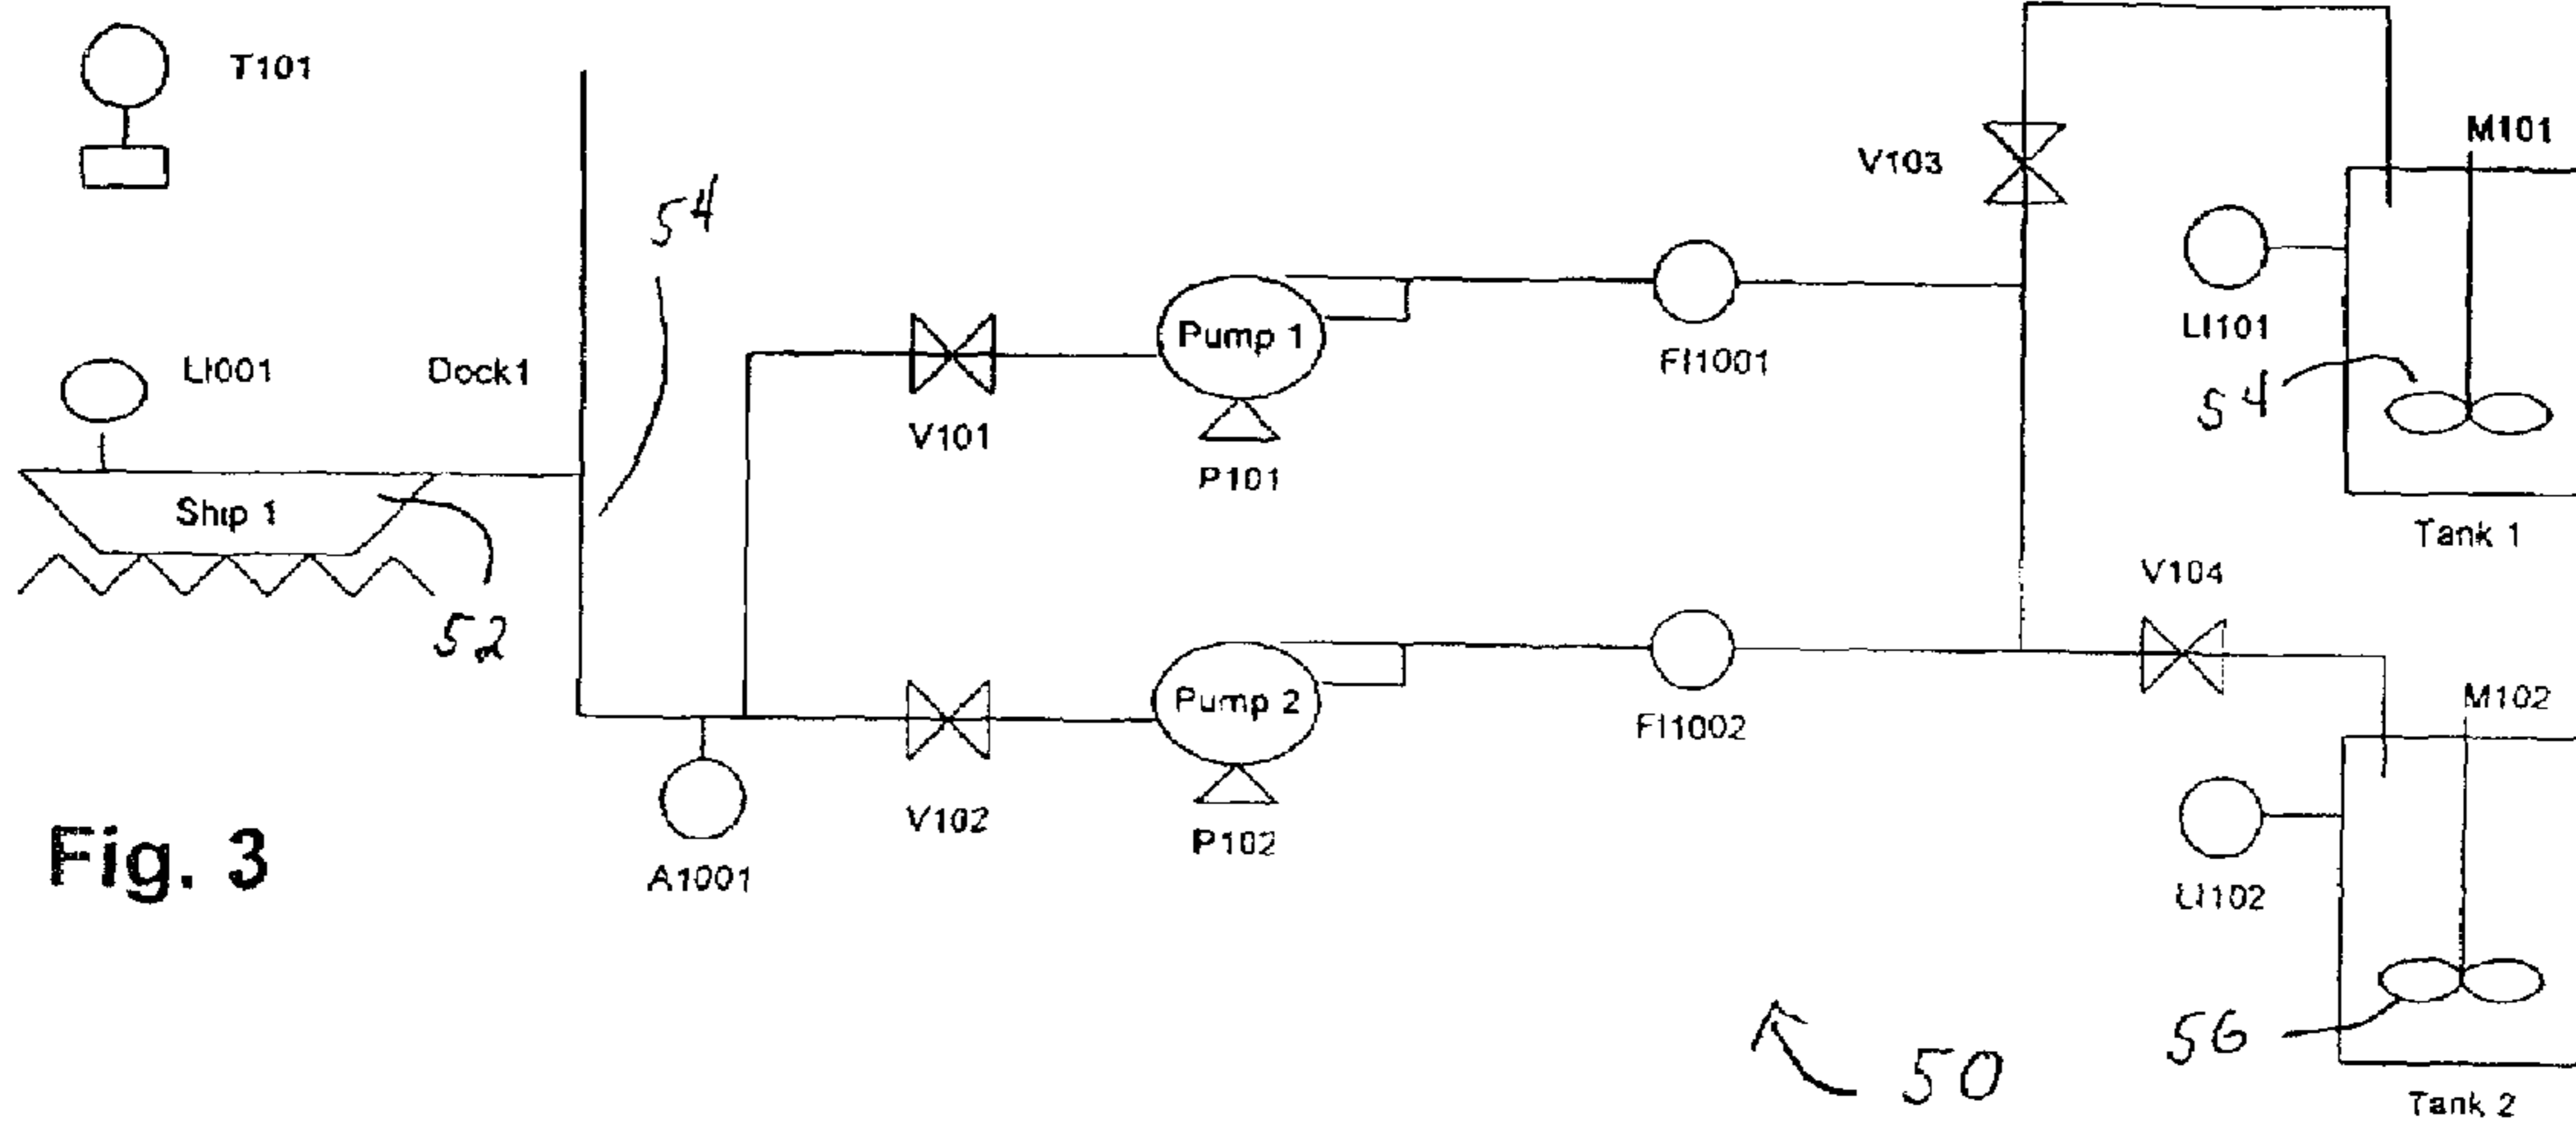 T101
M101
V103
54
LI101
54
LI001
Dock1
Pump 1
FI1001
V101
P101
Ship 1
Tank 1
52
V104
Pump 2
FI1002
M102
V102
P102
A1001
LI102
Fig. 3
50
56
Tank 2